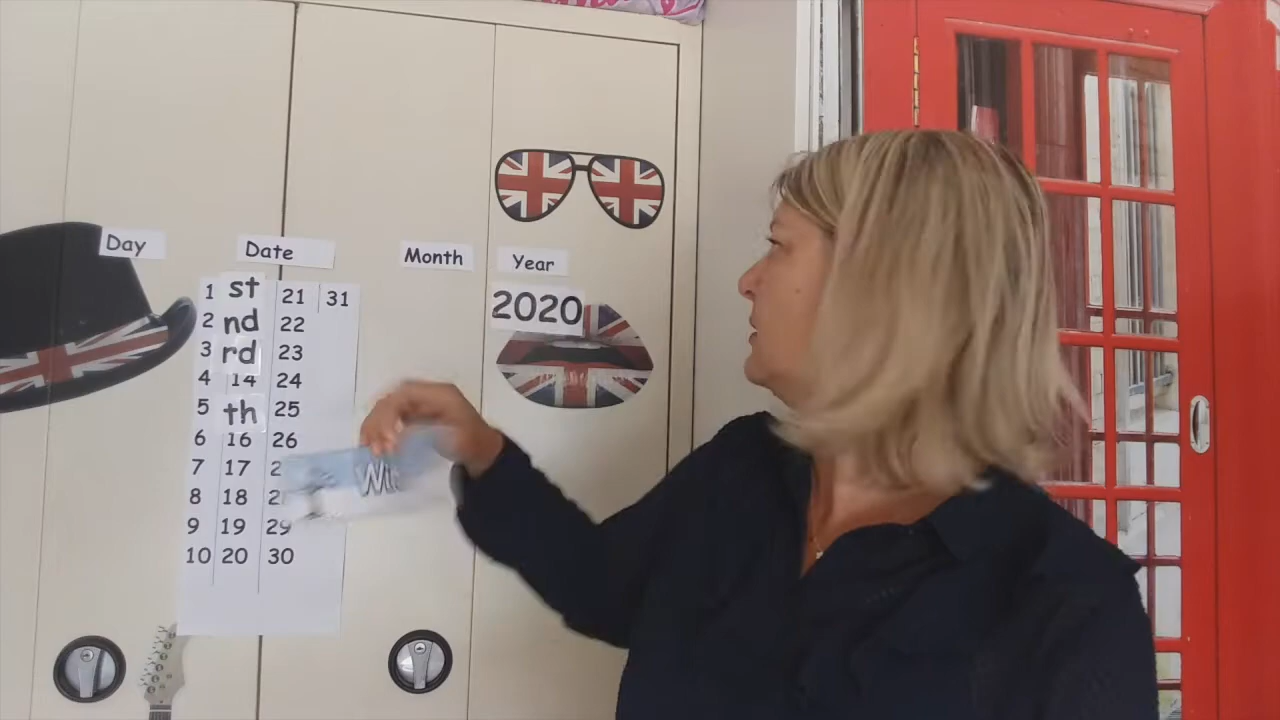 Day Date Month Year
1 st 21 31
2 nd 22
3 rd 23
4 14 24
5 th 25
6 16 26
7 17
8 18
9 19 29
10 20 30
2020